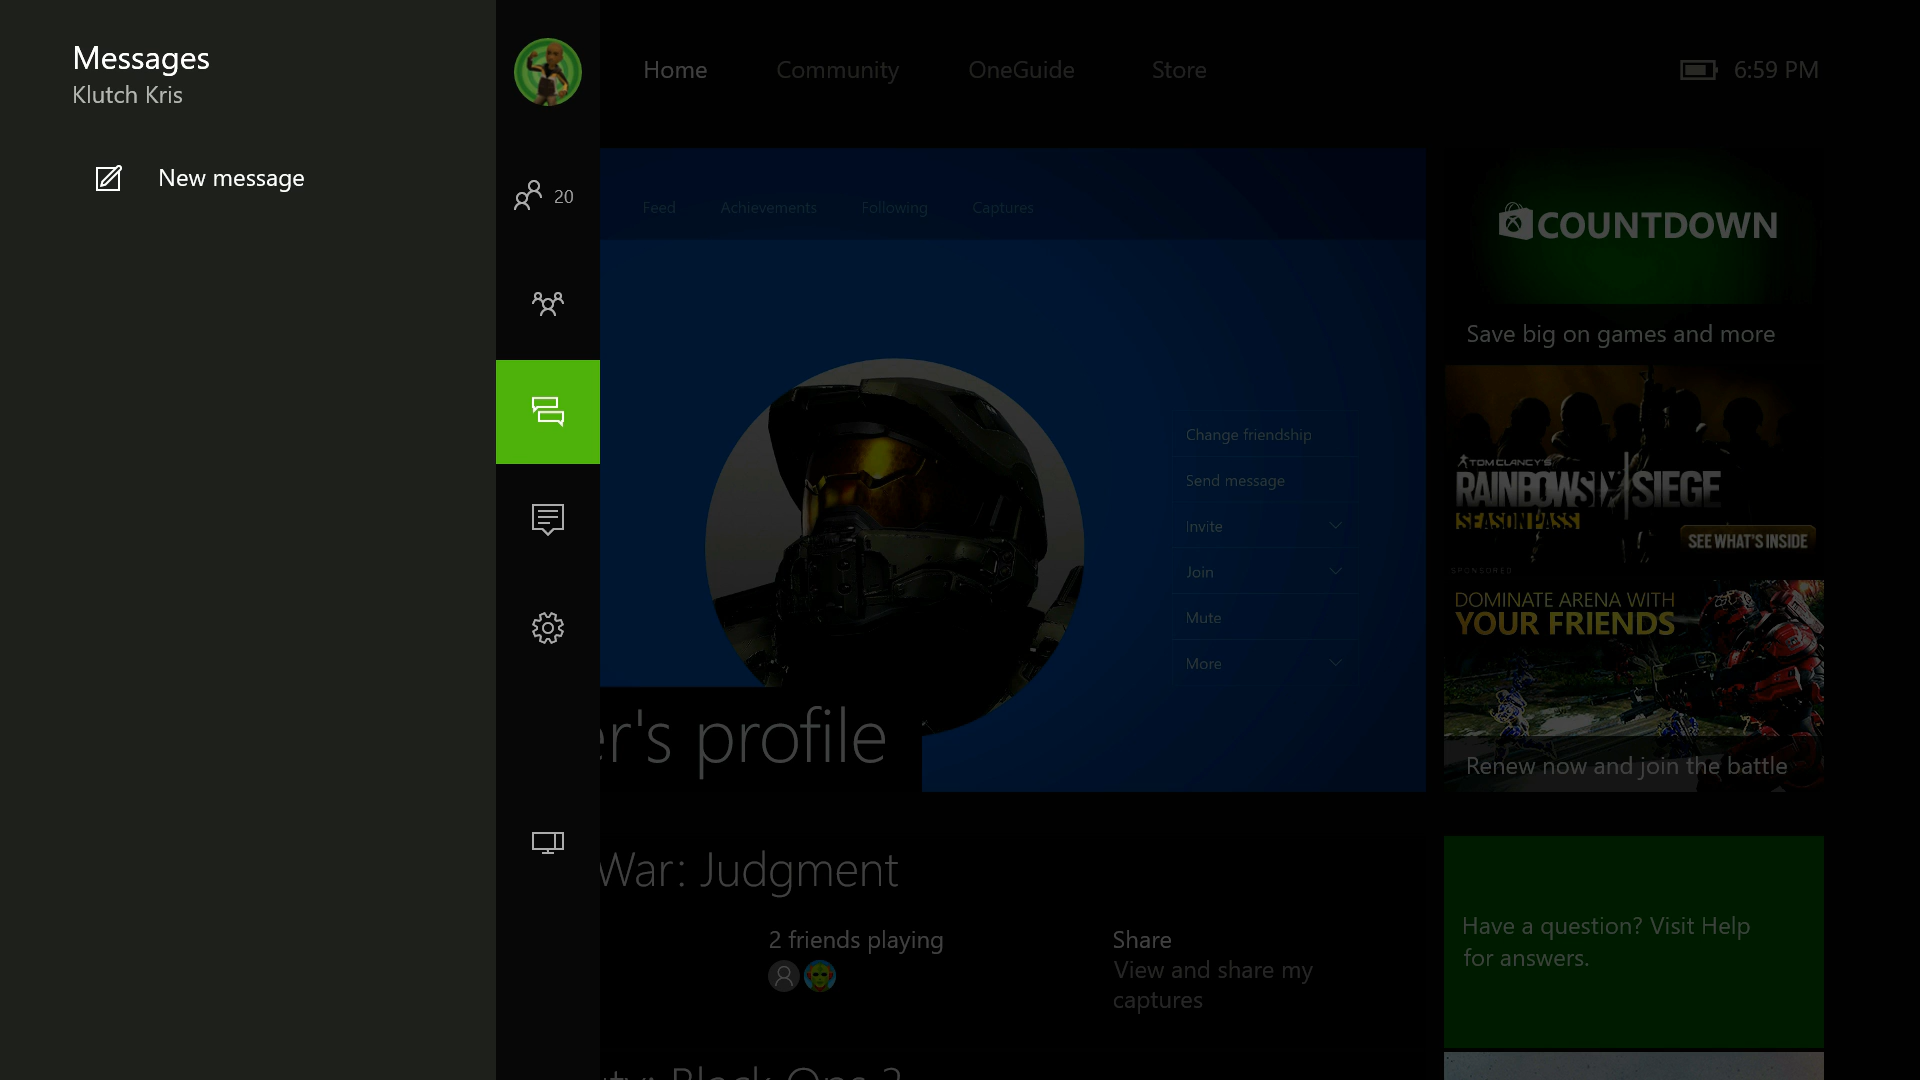 Messages
Klutch Kris
New message
20
Home
Community
OneGuide
Store
6:59 PM
Feed
Achievements
Following
Captures
Change friendship
Send message
Invite
Join
Mute
More
er's profile
COUNTDOWN
Save big on games and more
TOM CLANCY'S
RAINBOW SIX SIEGE
SEASON PASS
SEE WHAT'S INSIDE
SPONSORED
DOMINATE ARENA WITH
YOUR FRIENDS
Renew now and join the battle
War: Judgment
2 friends playing
Share
View and share my
captures
Have a question? Visit Help
for answers.